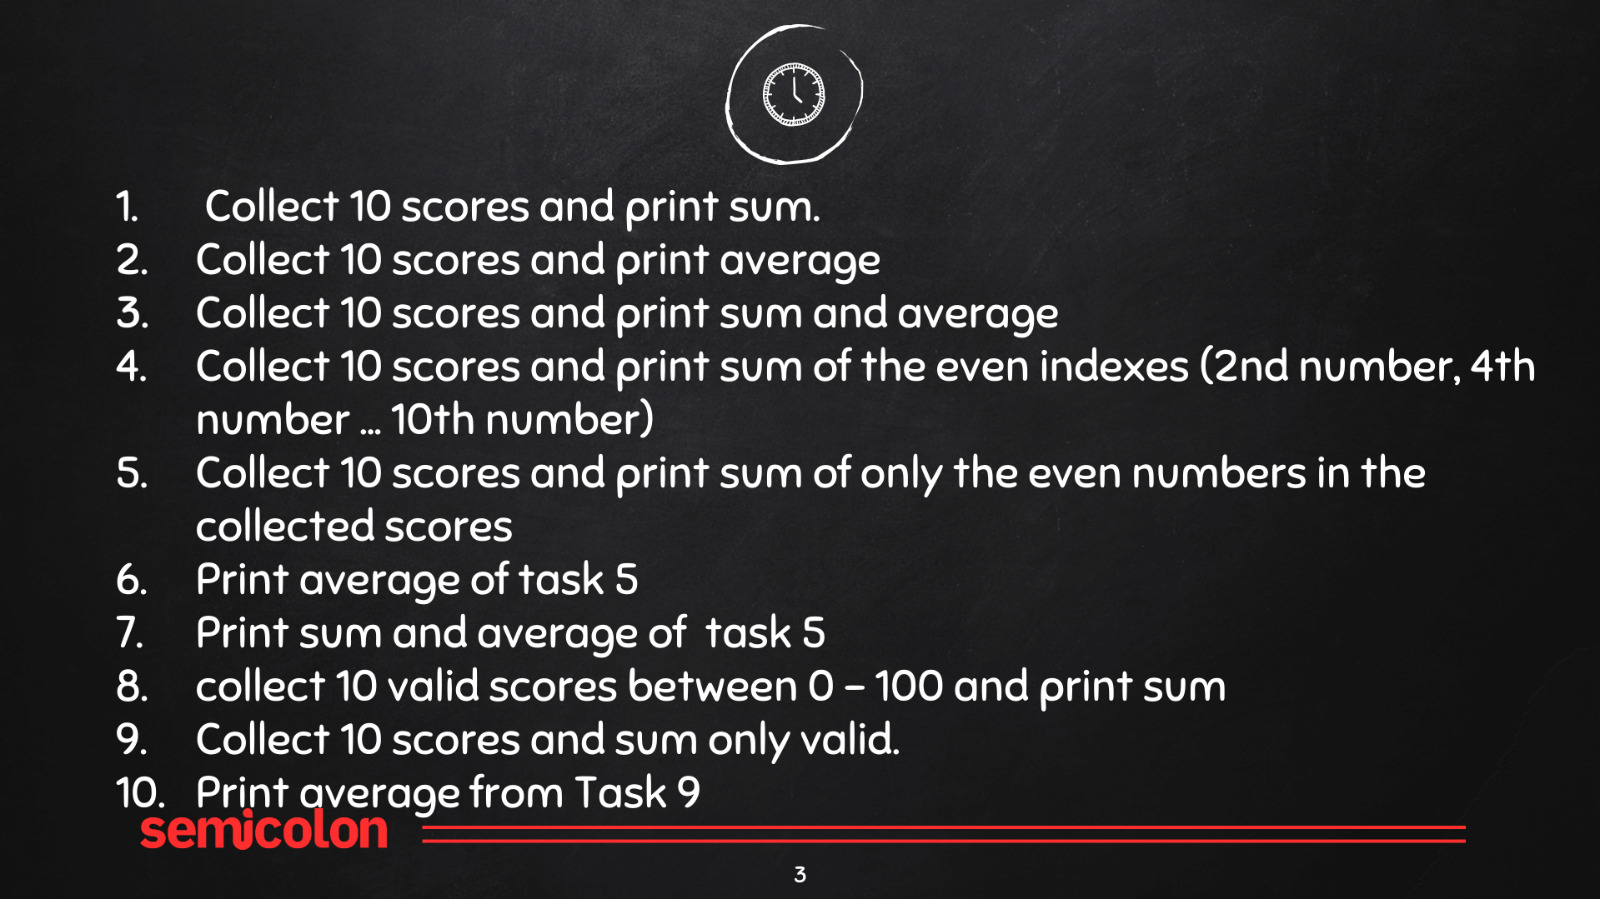 1. Collect 10 scores and print sum.
2. Collect 10 scores and print average
3. Collect 10 scores and print sum and average
4. Collect 10 scores and print sum of the even indexes (2nd number, 4th
number ... 10th number)
5. Collect 10 scores and print sum of only the even numbers in the
collected scores
6. Print average of task 5
7. Print sum and average of task 5
8. collect 10 valid scores between 0 – 100 and print sum
9. Collect 10 scores and sum only valid.
10. Print average from Task 9
semicolon
3